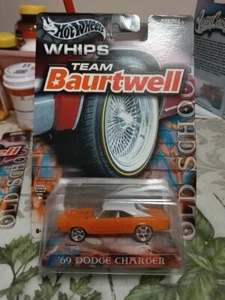 Hot Wheels
WHIPS
TEAM
Baurtwell
OLD SCHOOL
OLD SCHOOL
'69 DODGE CHARGER